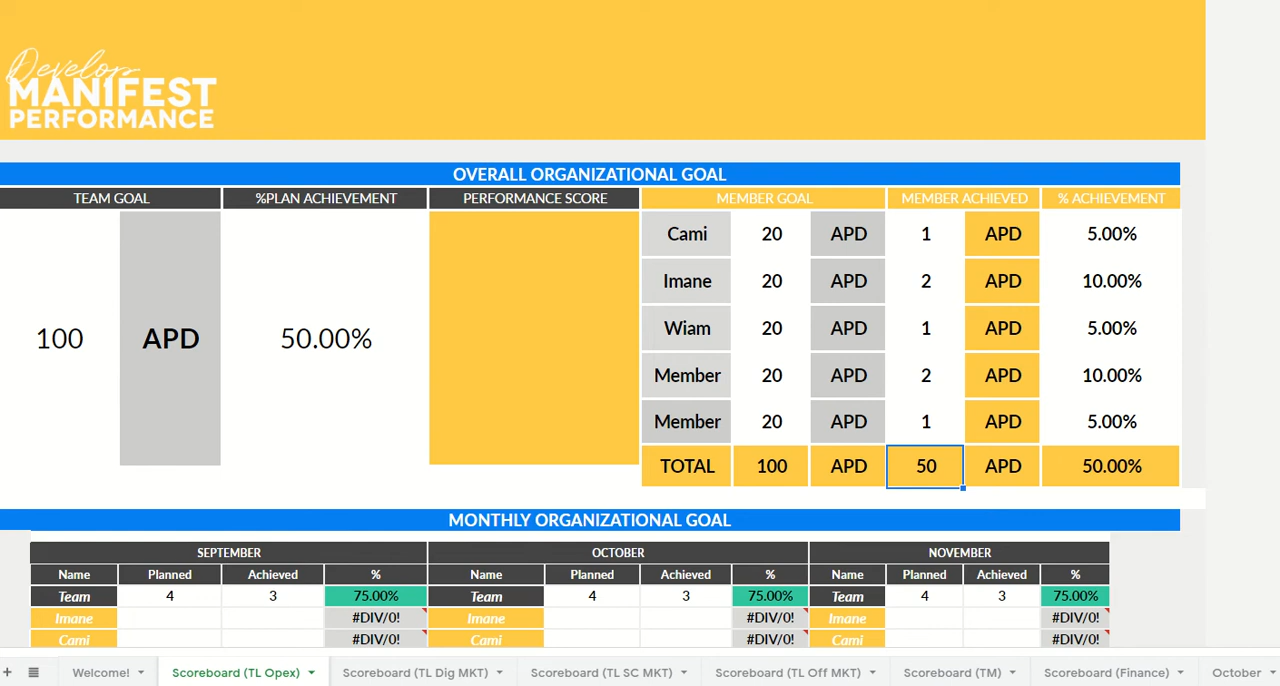 Develop
MANIFEST
PERFORMANCE
OVERALL ORGANIZATIONAL GOAL
TEAM GOAL %PLAN ACHIEVEMENT PERFORMANCE SCORE MEMBER GOAL MEMBER ACHIEVED % ACHIEVEMENT
Cami 20 APD 1 APD 5.00%
Imane 20 APD 2 APD 10.00%
100 APD 50.00% Wiam 20 APD 1 APD 5.00%
Member 20 APD 2 APD 10.00%
Member 20 APD 1 APD 5.00%
TOTAL 100 APD 50 APD 50.00%
MONTHLY ORGANIZATIONAL GOAL
SEPTEMBER OCTOBER NOVEMBER
Name Planned Achieved % Name Planned Achieved % Name Planned Achieved %
Team 4 3 75.00% Team 4 3 75.00% Team 4 3 75.00%
Imane #DIV/0! Imane #DIV/0! Imane #DIV/0!
Cami #DIV/0! Cami #DIV/0! Cami #DIV/0!
Welcome! Scoreboard (TL Opex) Scoreboard (TL Dig MKT) Scoreboard (TL SC MKT) Scoreboard (TL Off MKT) Scoreboard (TM) Scoreboard (Finance) October